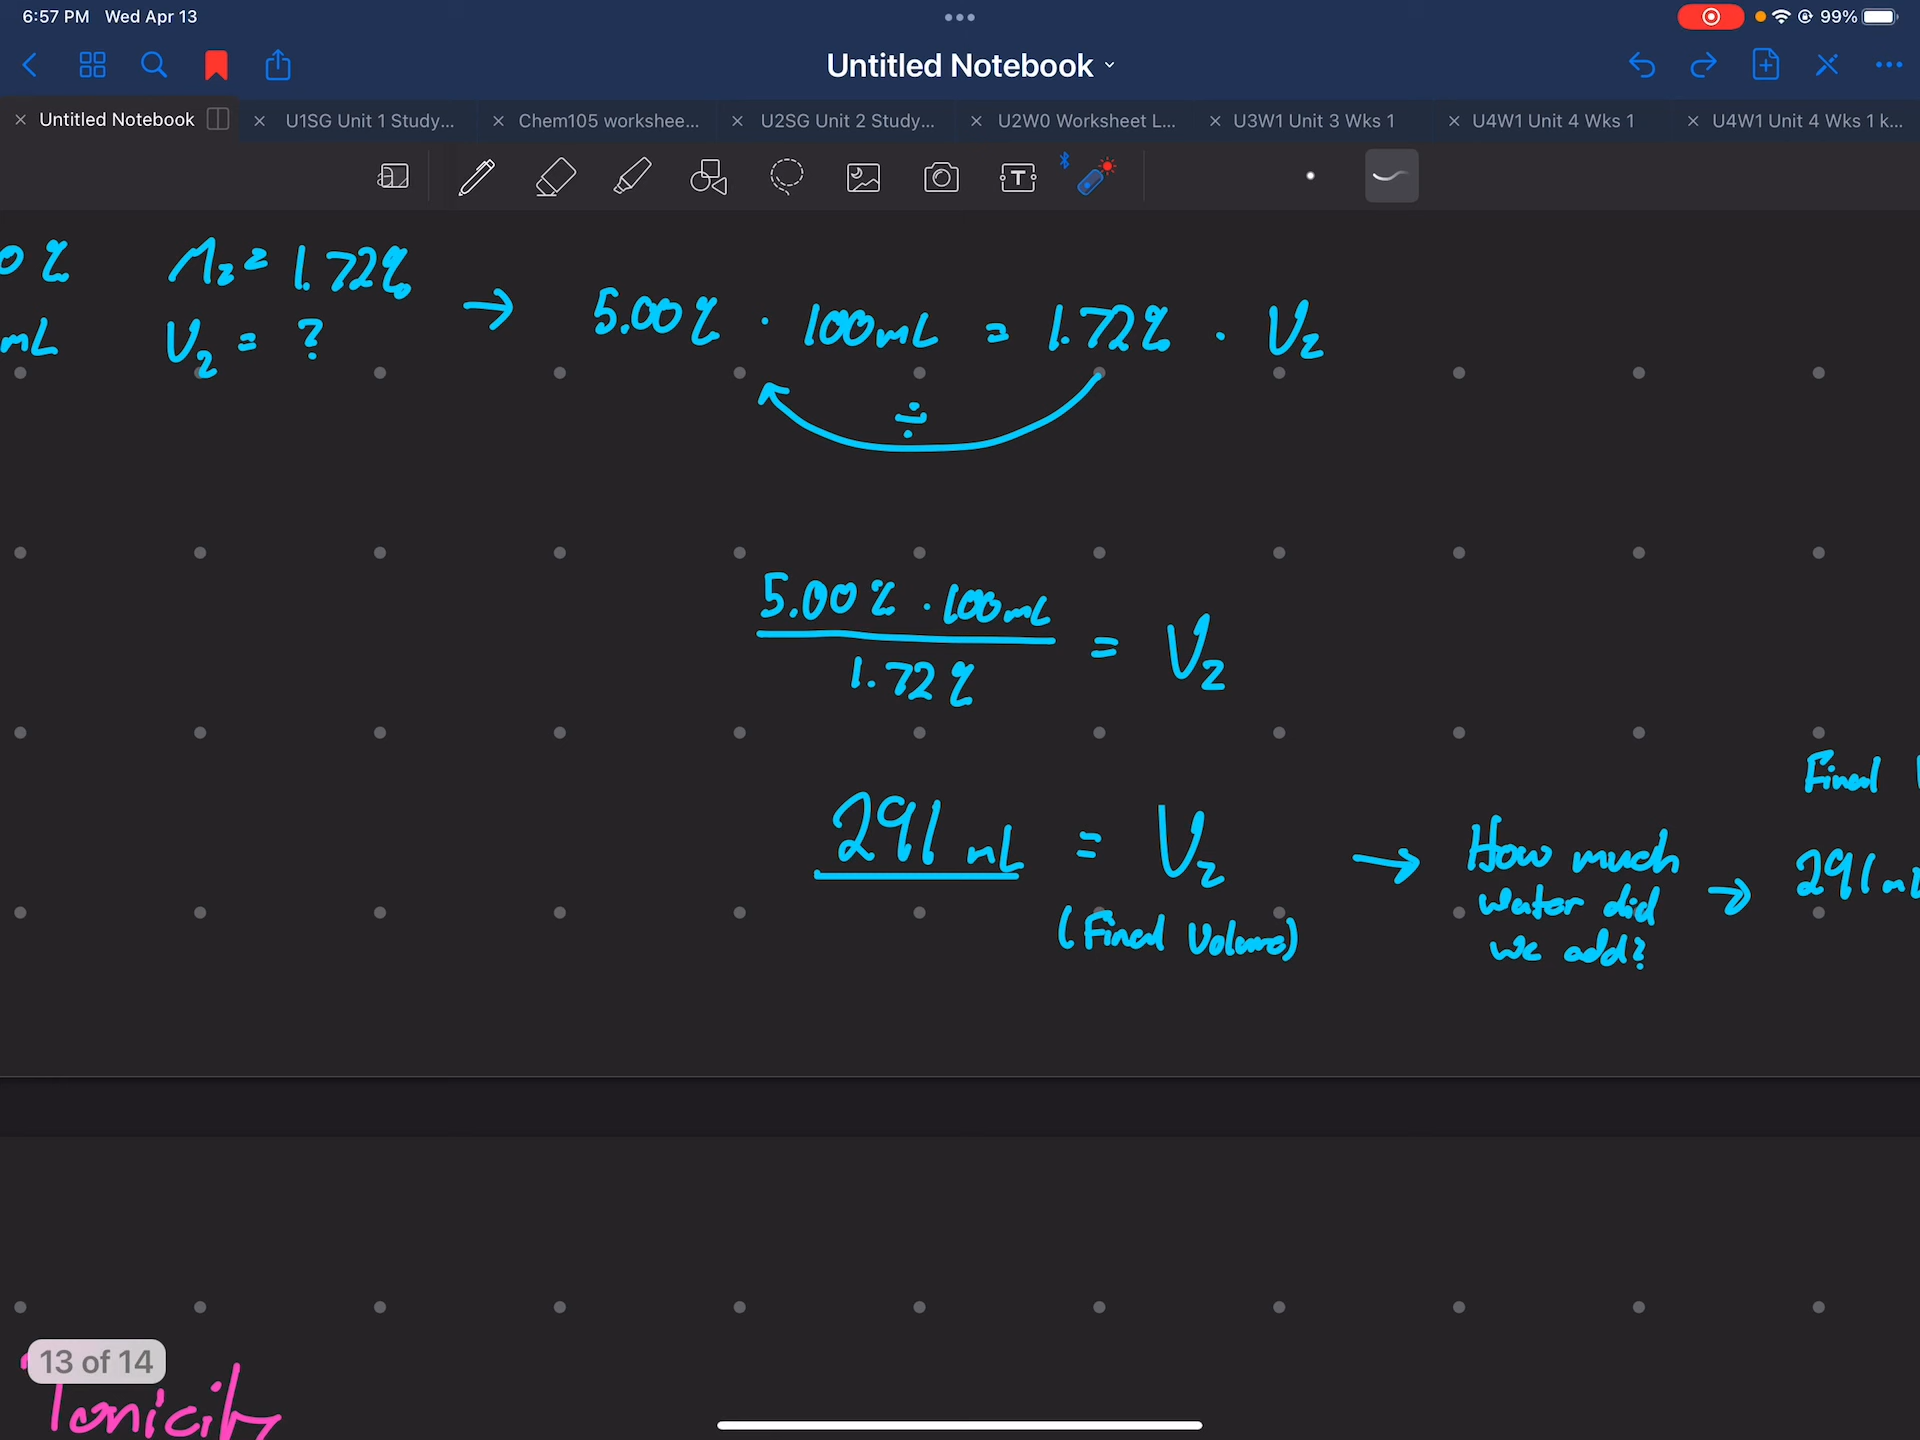 6:57 PM Wed Apr 13
99%
Untitled Notebook
Untitled Notebook
U1SG Unit 1 Study...
Chem105 workshee...
U2SG Unit 2 Study...
U2W0 Worksheet L...
U3W1 Unit 3 Wks 1
U4W1 Unit 4 Wks 1
U4W1 Unit 4 Wks 1 k...
0% M₂ = 1.72%
mL V₂ = ?
→ 5.00% · 100mL = 1.72% · V₂
÷
5.00% · 100mL
1.72%
= V₂
Final
291 mL = V₂ → How much
water did
we add?
→ 291 mL
(Final Volume)
13 of 14
Tonicity